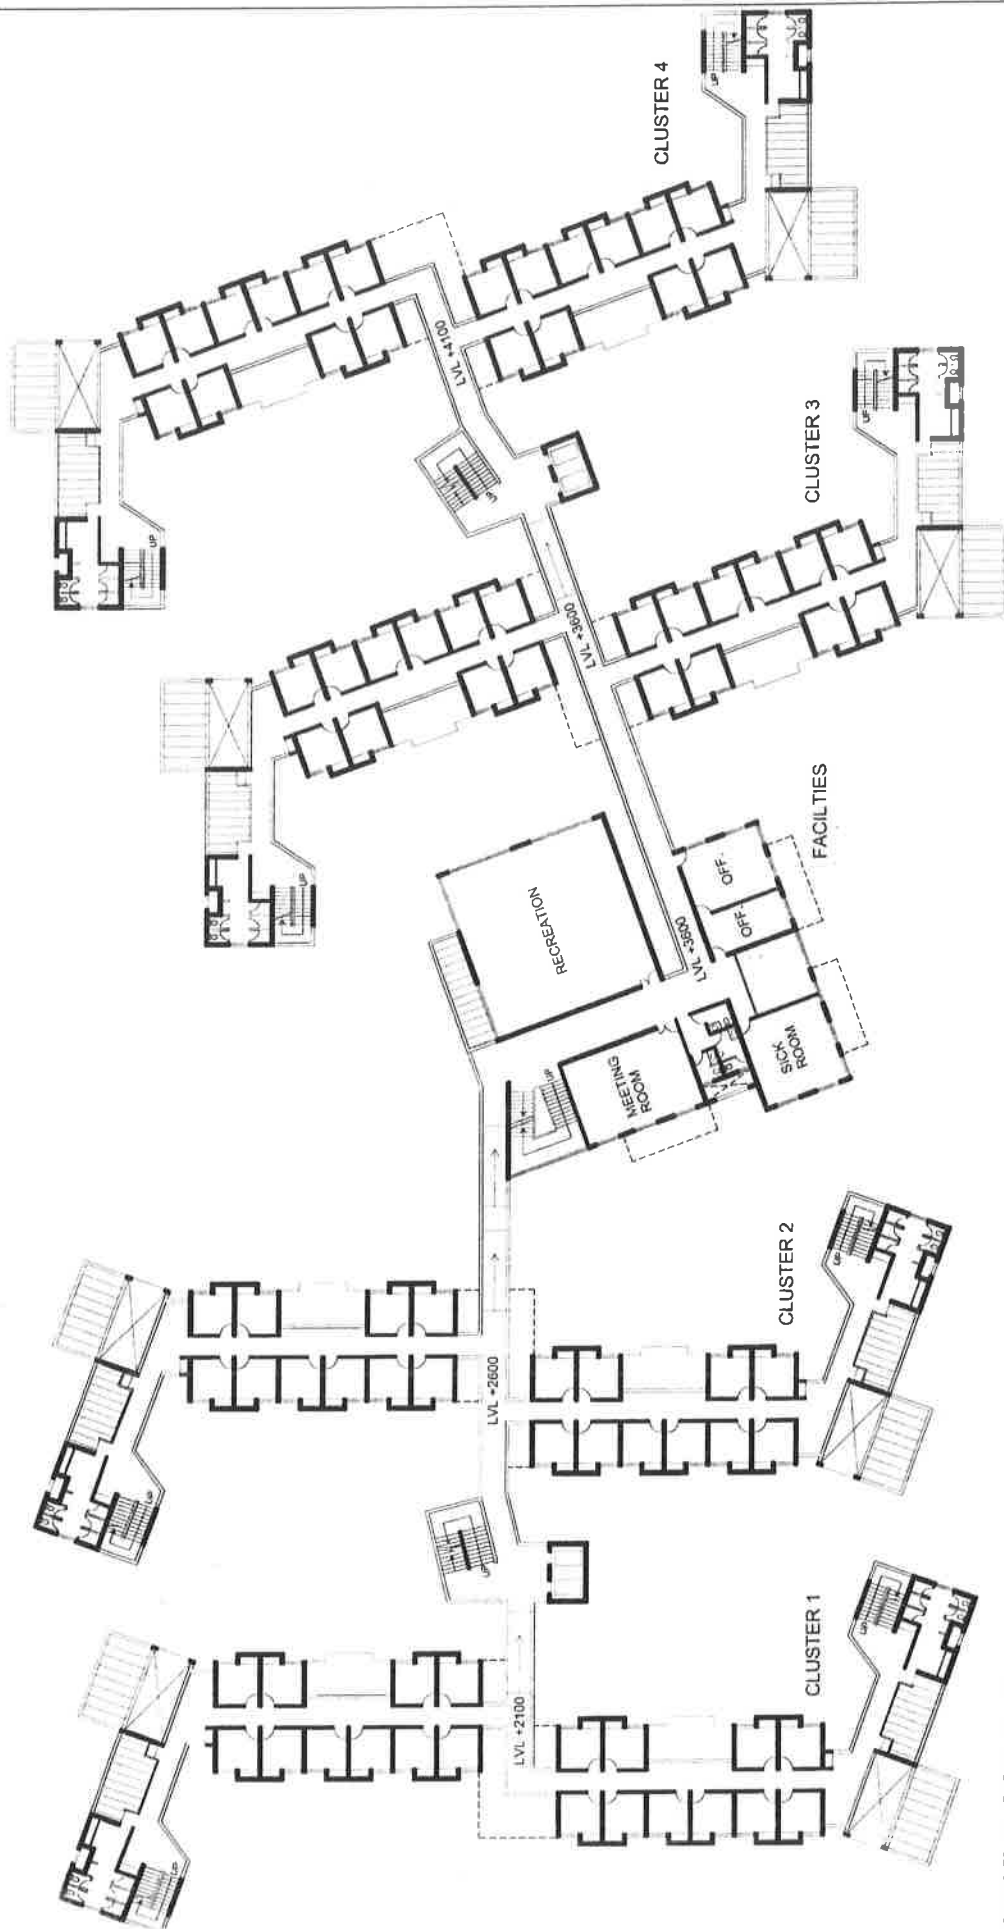 CLUSTER 4
UP
UP
LVL +4100
UP
CLUSTER 3
UP
UP
LVL +3600
FACILTIES
RECREATION
OFF.
OFF.
LVL +3600
SICK
ROOM
MEETING
ROOM
UP
CLUSTER 2
UP
UP
LVL +2600
UP
CLUSTER 1
UP
UP
LVL +2100